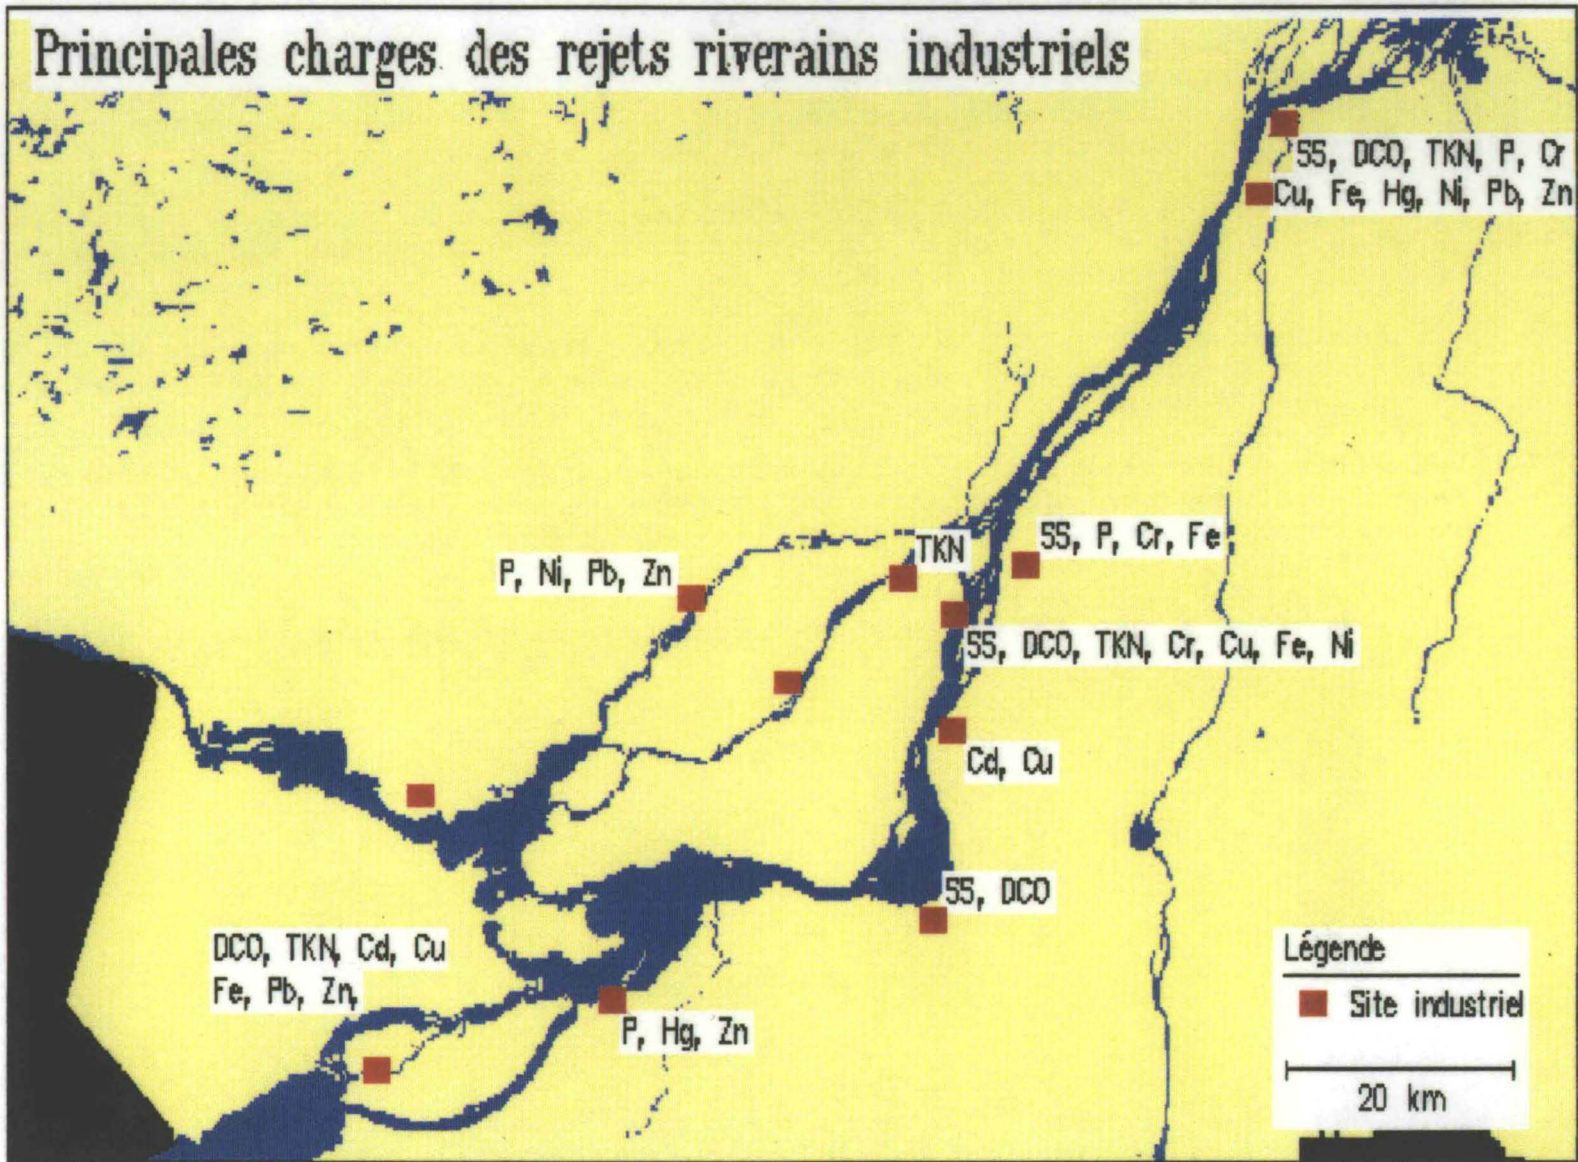 Principales charges des rejets riverains industriels
SS, DCO, TKN, P, Cr
Cu, Fe, Hg, Ni, Pb, Zn
TKN
SS, P, Cr, Fe
P, Ni, Pb, Zn
SS, DCO, TKN, Cr, Cu, Fe, Ni
Cd, Cu
SS, DCO
DCO, TKN, Cd, Cu
Fe, Pb, Zn,
P, Hg, Zn
Légende
Site industriel
20 km